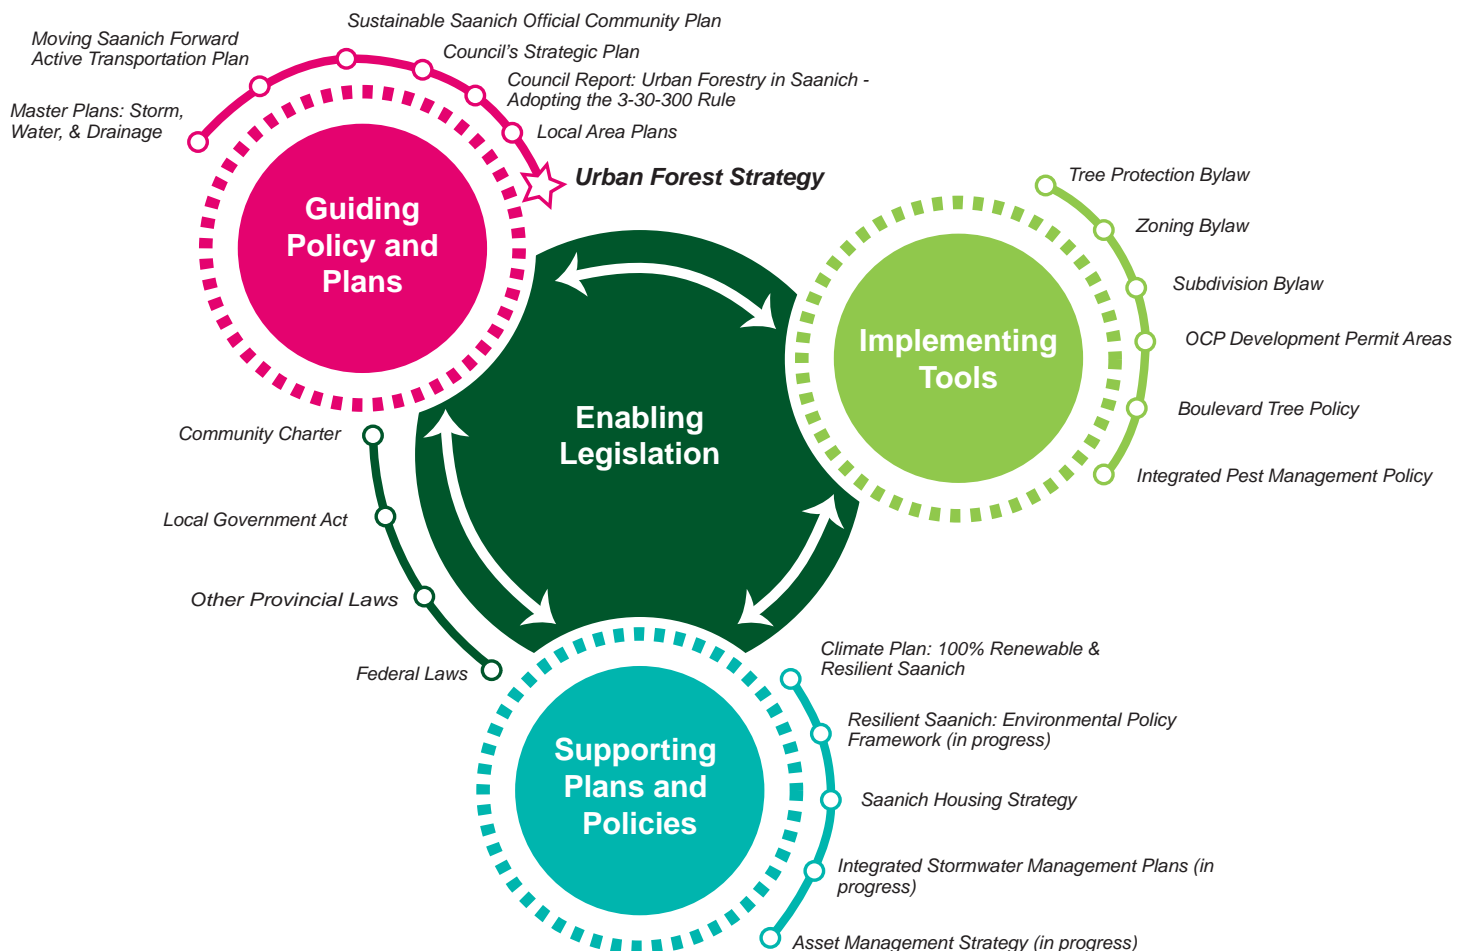 Sustainable Saanich Official Community Plan
Moving Saanich Forward
Active Transportation Plan
Council's Strategic Plan
Council Report: Urban Forestry in Saanich -
Adopting the 3-30-300 Rule
Master Plans: Storm,
Water, & Drainage
Local Area Plans
Urban Forest Strategy
Guiding
Policy and
Plans
Tree Protection Bylaw
Zoning Bylaw
Subdivision Bylaw
OCP Development Permit Areas
Boulevard Tree Policy
Integrated Pest Management Policy
Implementing
Tools
Enabling
Legislation
Community Charter
Local Government Act
Other Provincial Laws
Federal Laws
Supporting
Plans and
Policies
Climate Plan: 100% Renewable &
Resilient Saanich
Resilient Saanich: Environmental Policy
Framework (in progress)
Saanich Housing Strategy
Integrated Stormwater Management Plans (in
progress)
Asset Management Strategy (in progress)